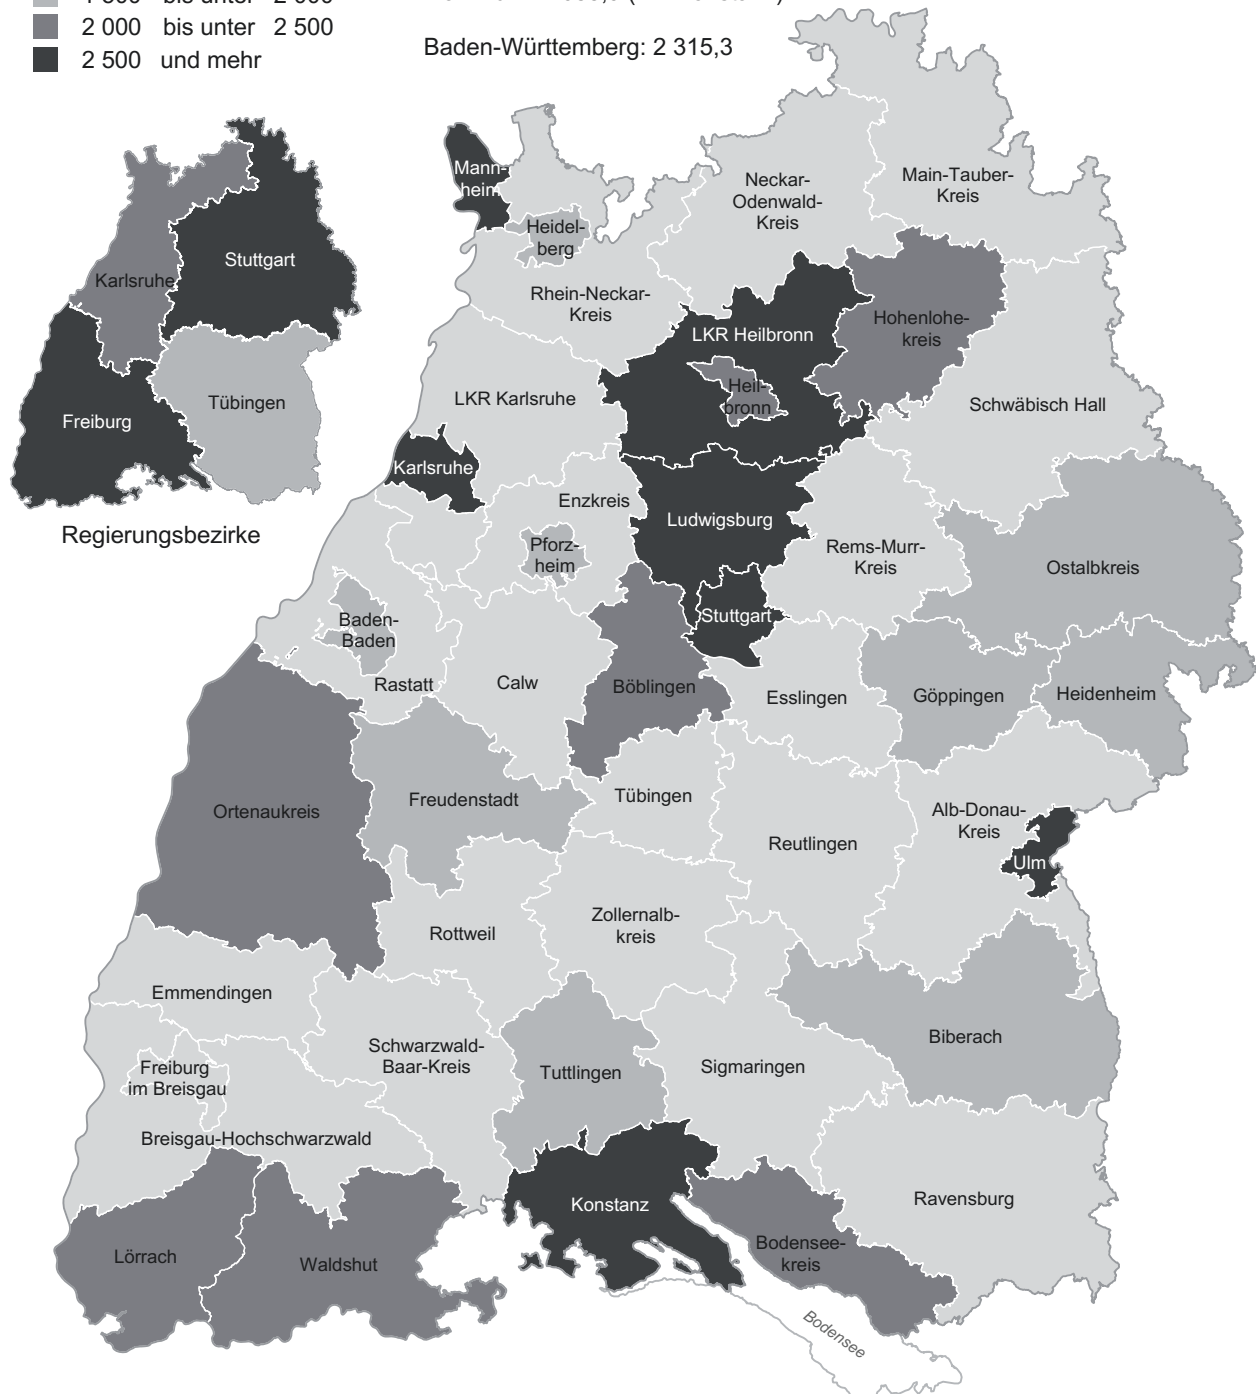 bis unter
2 000 bis unter 2 500
2 500 und mehr
Baden-Württemberg: 2 315,3
Stuttgart
Karlsruhe
Tübingen
Freiburg
Regierungsbezirke
Mann-
heim
Heidel-
berg
Neckar-
Odenwald-
Kreis
Main-Tauber-
Kreis
Rhein-Neckar-
Kreis
LKR Heilbronn
Hohenlohe-
kreis
Heil-
bronn
LKR Karlsruhe
Schwäbisch Hall
Karlsruhe
Enzkreis
Ludwigsburg
Pforz-
heim
Rems-Murr-
Kreis
Ostalbkreis
Baden-
Baden
Stuttgart
Rastatt
Calw
Böblingen
Esslingen
Göppingen
Heidenheim
Ortenaukreis
Freudenstadt
Tübingen
Reutlingen
Alb-Donau-
Kreis
Ulm
Rottweil
Zollernalb-
kreis
Emmendingen
Biberach
Freiburg
im Breisgau
Schwarzwald-
Baar-Kreis
Tuttlingen
Sigmaringen
Breisgau-Hochschwarzwald
Ravensburg
Konstanz
Lörrach
Waldshut
Bodensee-
kreis
Bodensee